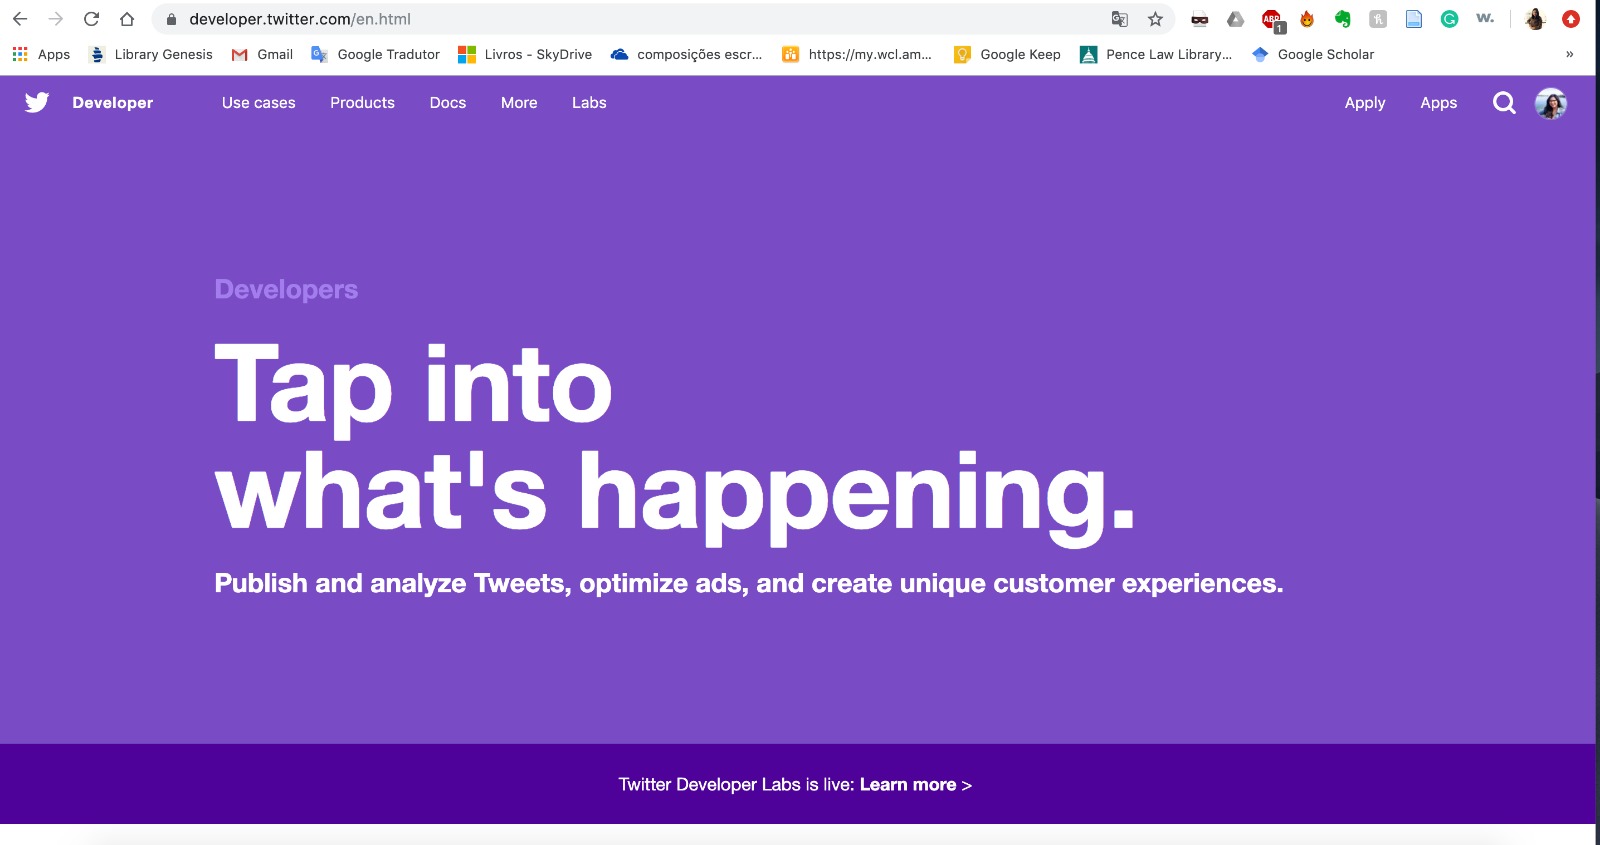 developer.twitter.com/en.html
ABP
1
w.
Apps
Library Genesis
Gmail
Google Tradutor
Livros - SkyDrive
composições escr...
https://my.wcl.am...
Google Keep
Pence Law Library...
Google Scholar
»
Developer
Use cases
Products
Docs
More
Labs
Apply
Apps
Developers
Tap into
what's happening.
Publish and analyze Tweets, optimize ads, and create unique customer experiences.
Twitter Developer Labs is live: Learn more >